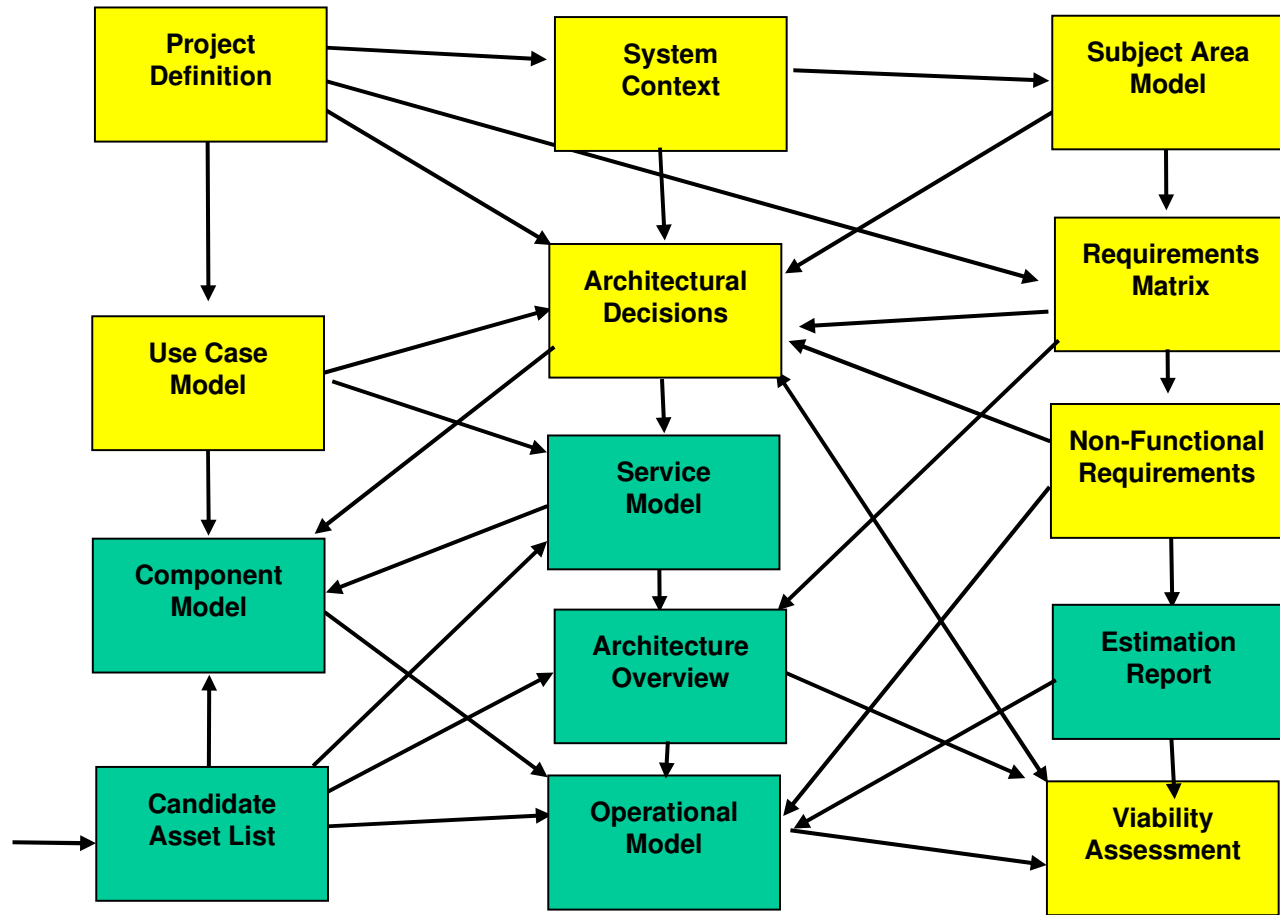 Project
Definition
System
Context
Subject Area
Model
Architectural
Decisions
Requirements
Matrix
Use Case
Model
Service
Model
Non-Functional
Requirements
Component
Model
Architecture
Overview
Estimation
Report
Candidate
Asset List
Operational
Model
Viability
Assessment